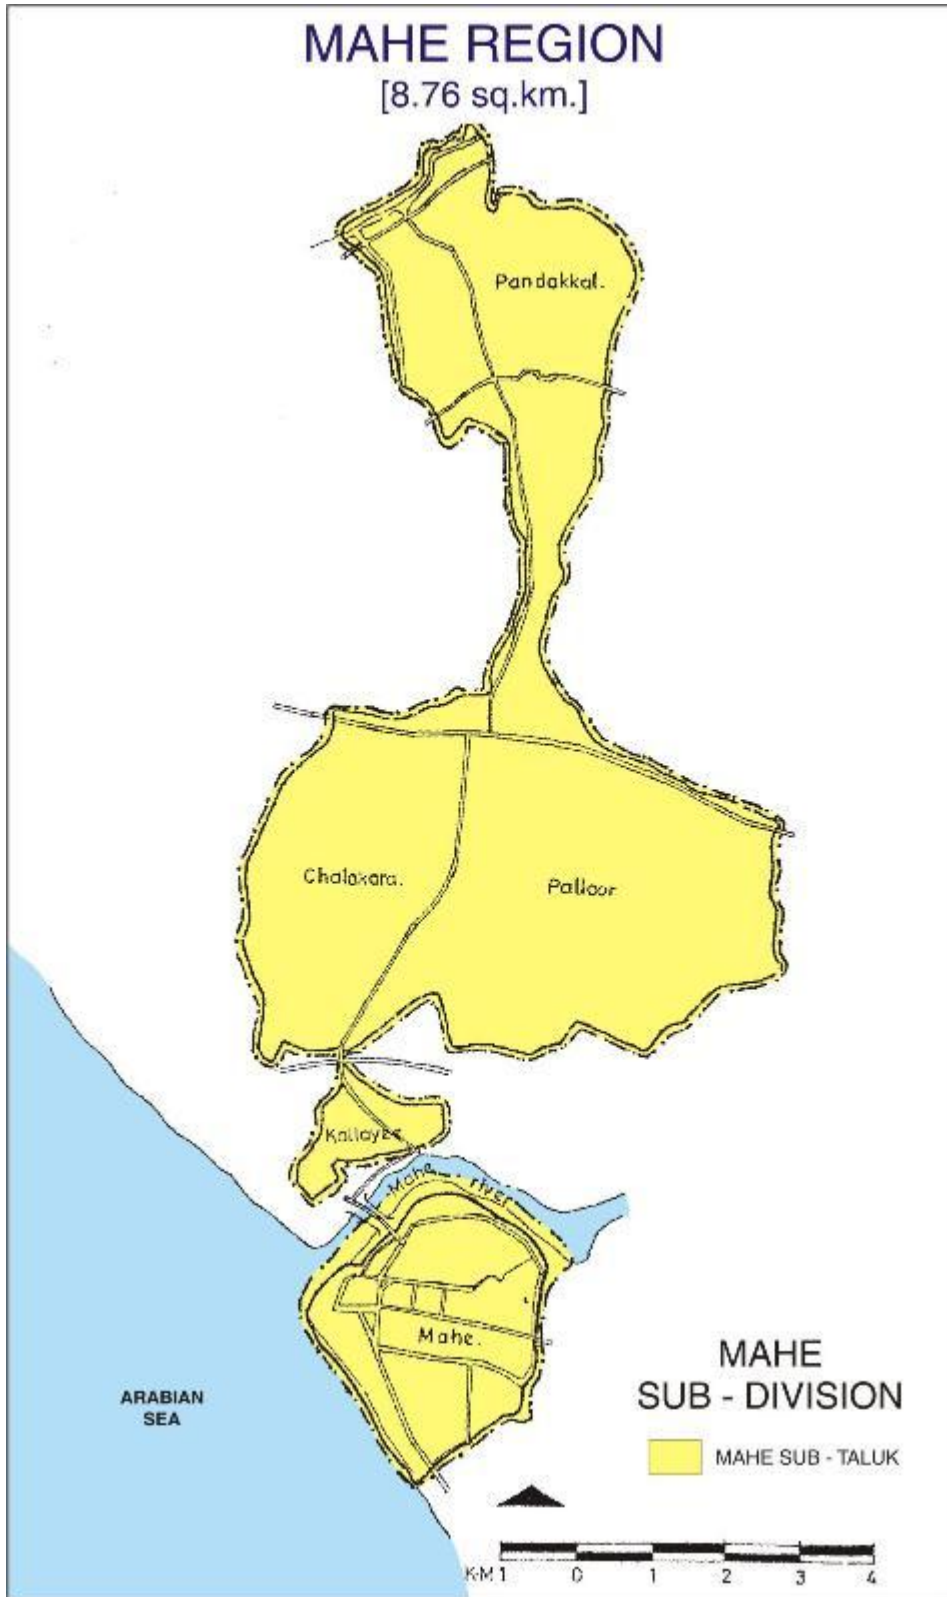 MAHE REGION
[8.76 sq.km.]
Pandakkal.
Chalakara.
Palloor
Kallayee
Mahe river
Mahe.
ARABIAN
SEA
MAHE
SUB - DIVISION
MAHE SUB - TALUK
K·M 1 0 1 2 3 4